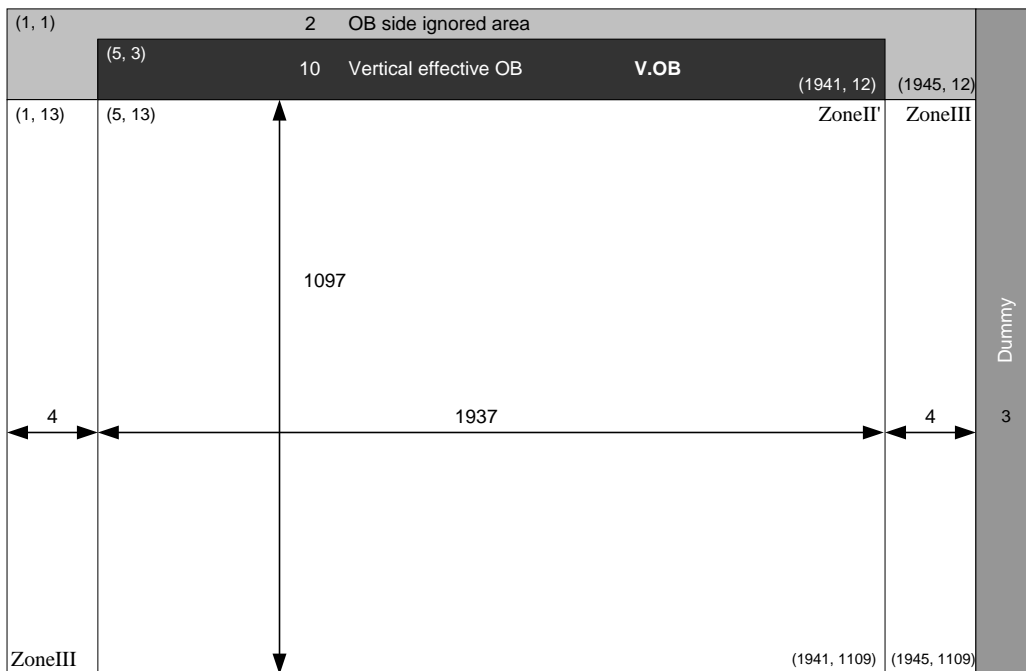 (1, 1) 2 OB side ignored area
(5, 3)
10 Vertical effective OB V.OB
(1941, 12) (1945, 12)
(1, 13) (5, 13) ZoneII' ZoneIII
1097
Dummy
4 1937 4 3
ZoneIII (1941, 1109) (1945, 1109)